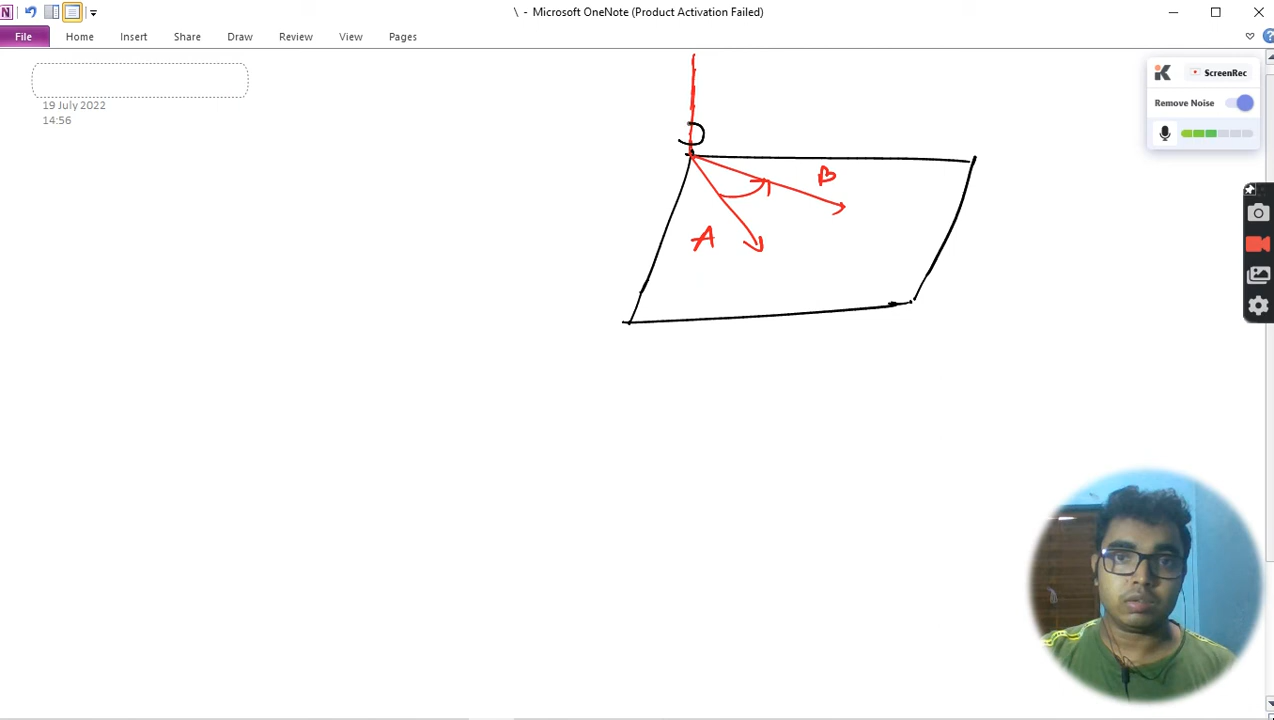 \ - Microsoft OneNote (Product Activation Failed)
File Home Insert Share Draw Review View Pages
ScreenRec
Remove Noise
19 July 2022
14:56
B
A